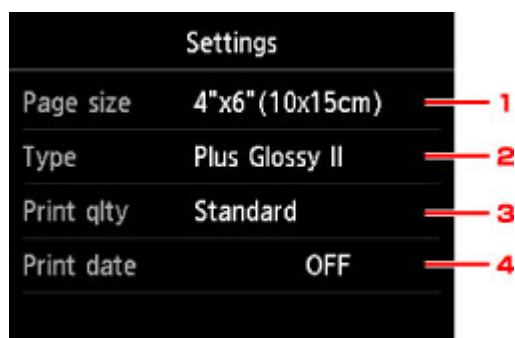 Settings
Page size 4"x6"(10x15cm) 1
Type Plus Glossy II 2
Print qlty Standard 3
Print date OFF 4